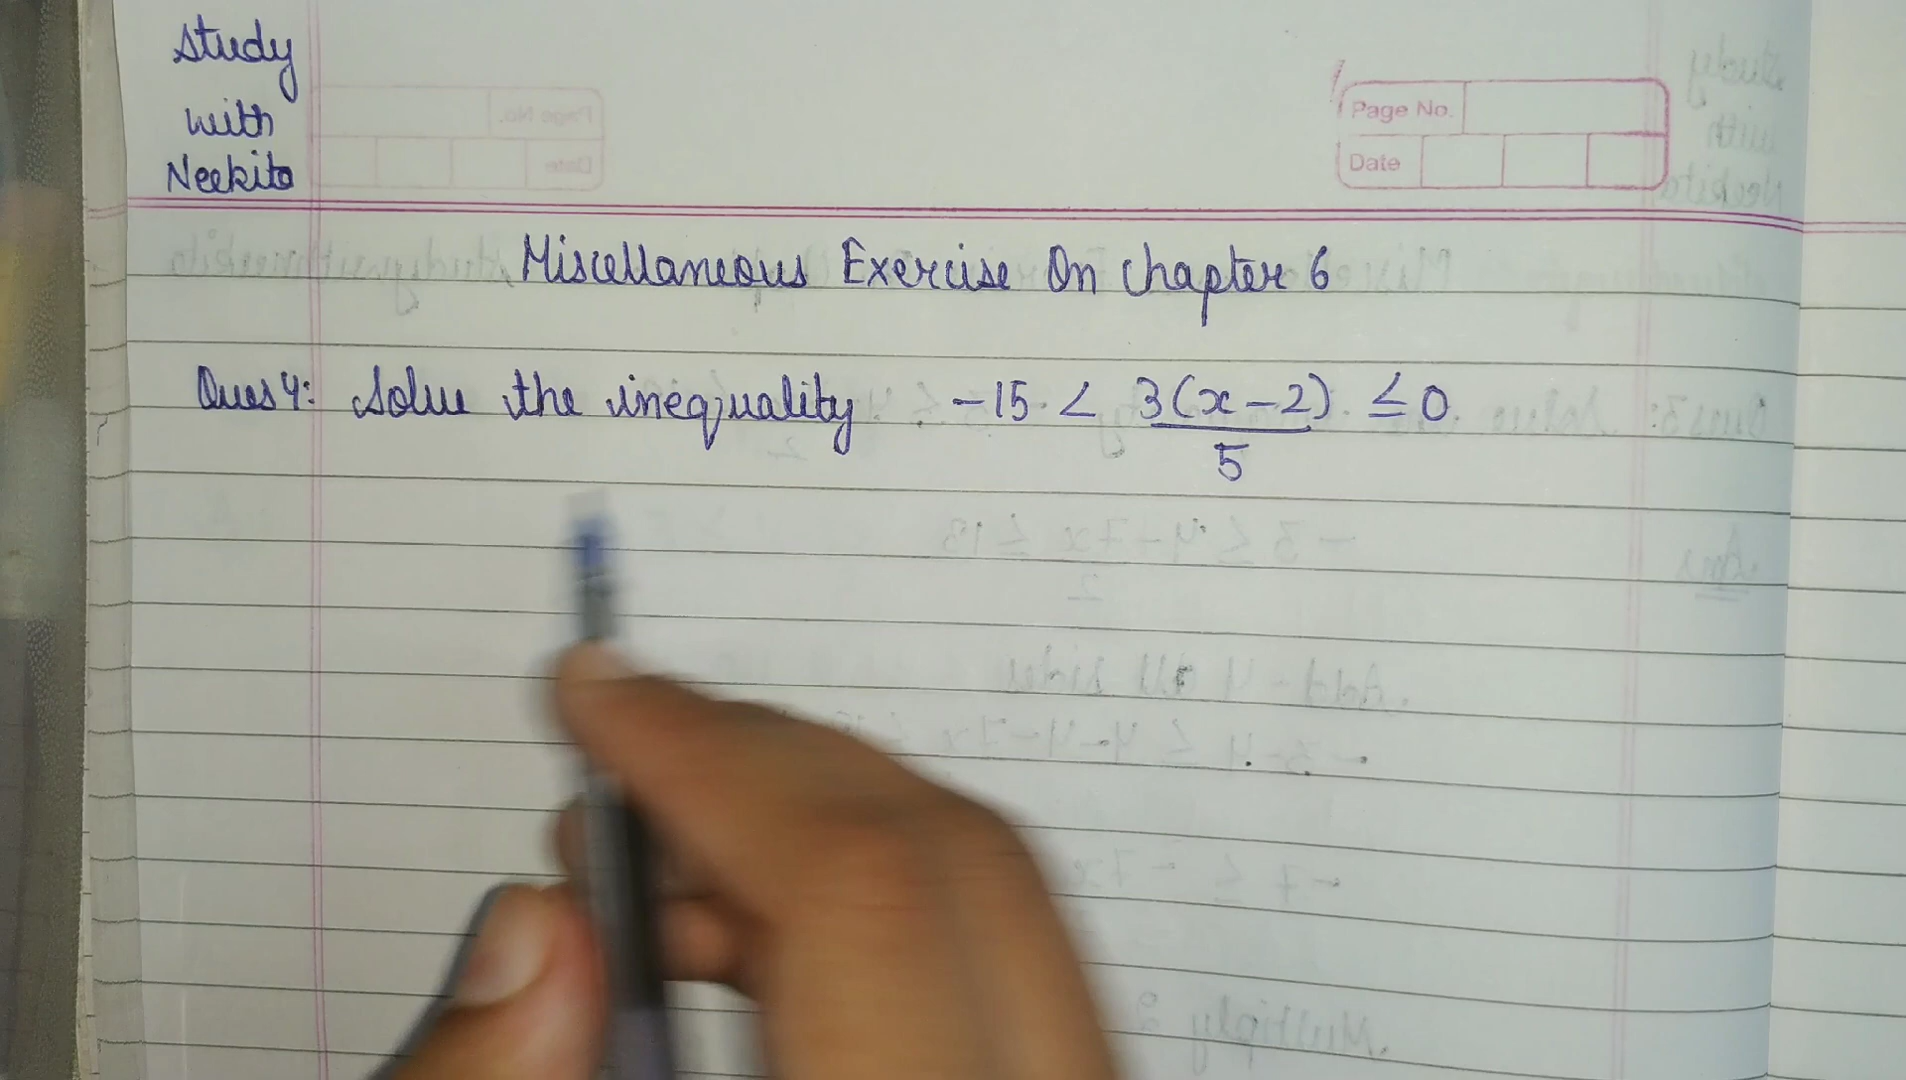 Study
with
Neekita
Page No.
Date
Miscellaneous Exercise On Chapter 6
Ques 4: Solve the inequality -15 < 3(x-2) ≤ 0
5